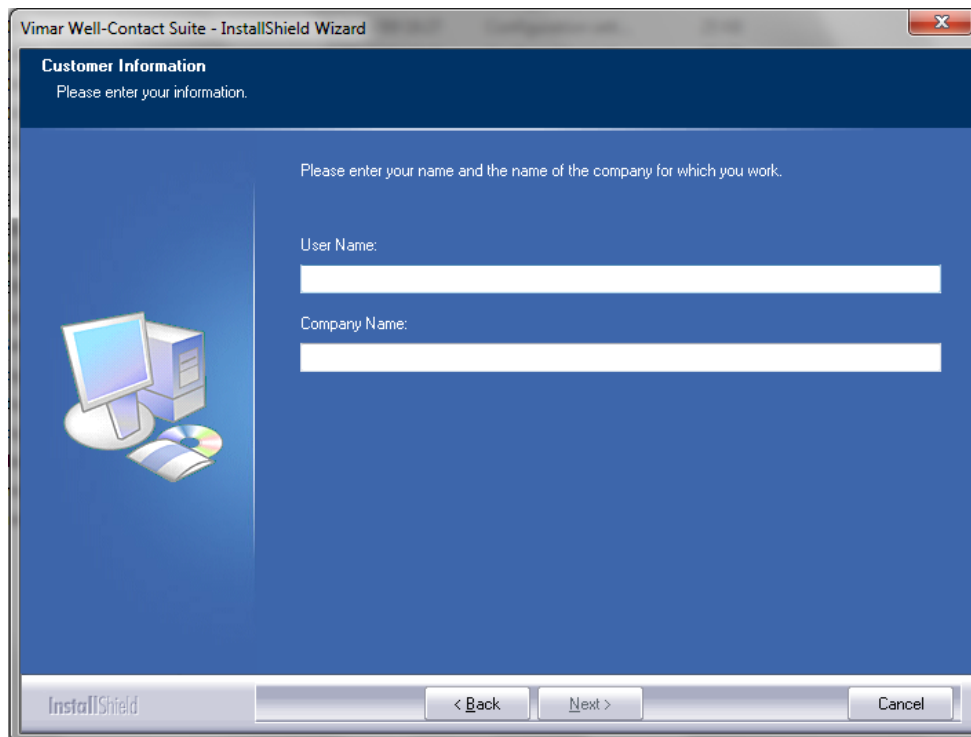 Vimar Well-Contact Suite - InstallShield Wizard
Customer Information
Please enter your information.
Please enter your name and the name of the company for which you work.
User Name:
Company Name:
InstallShield
< Back
Next >
Cancel